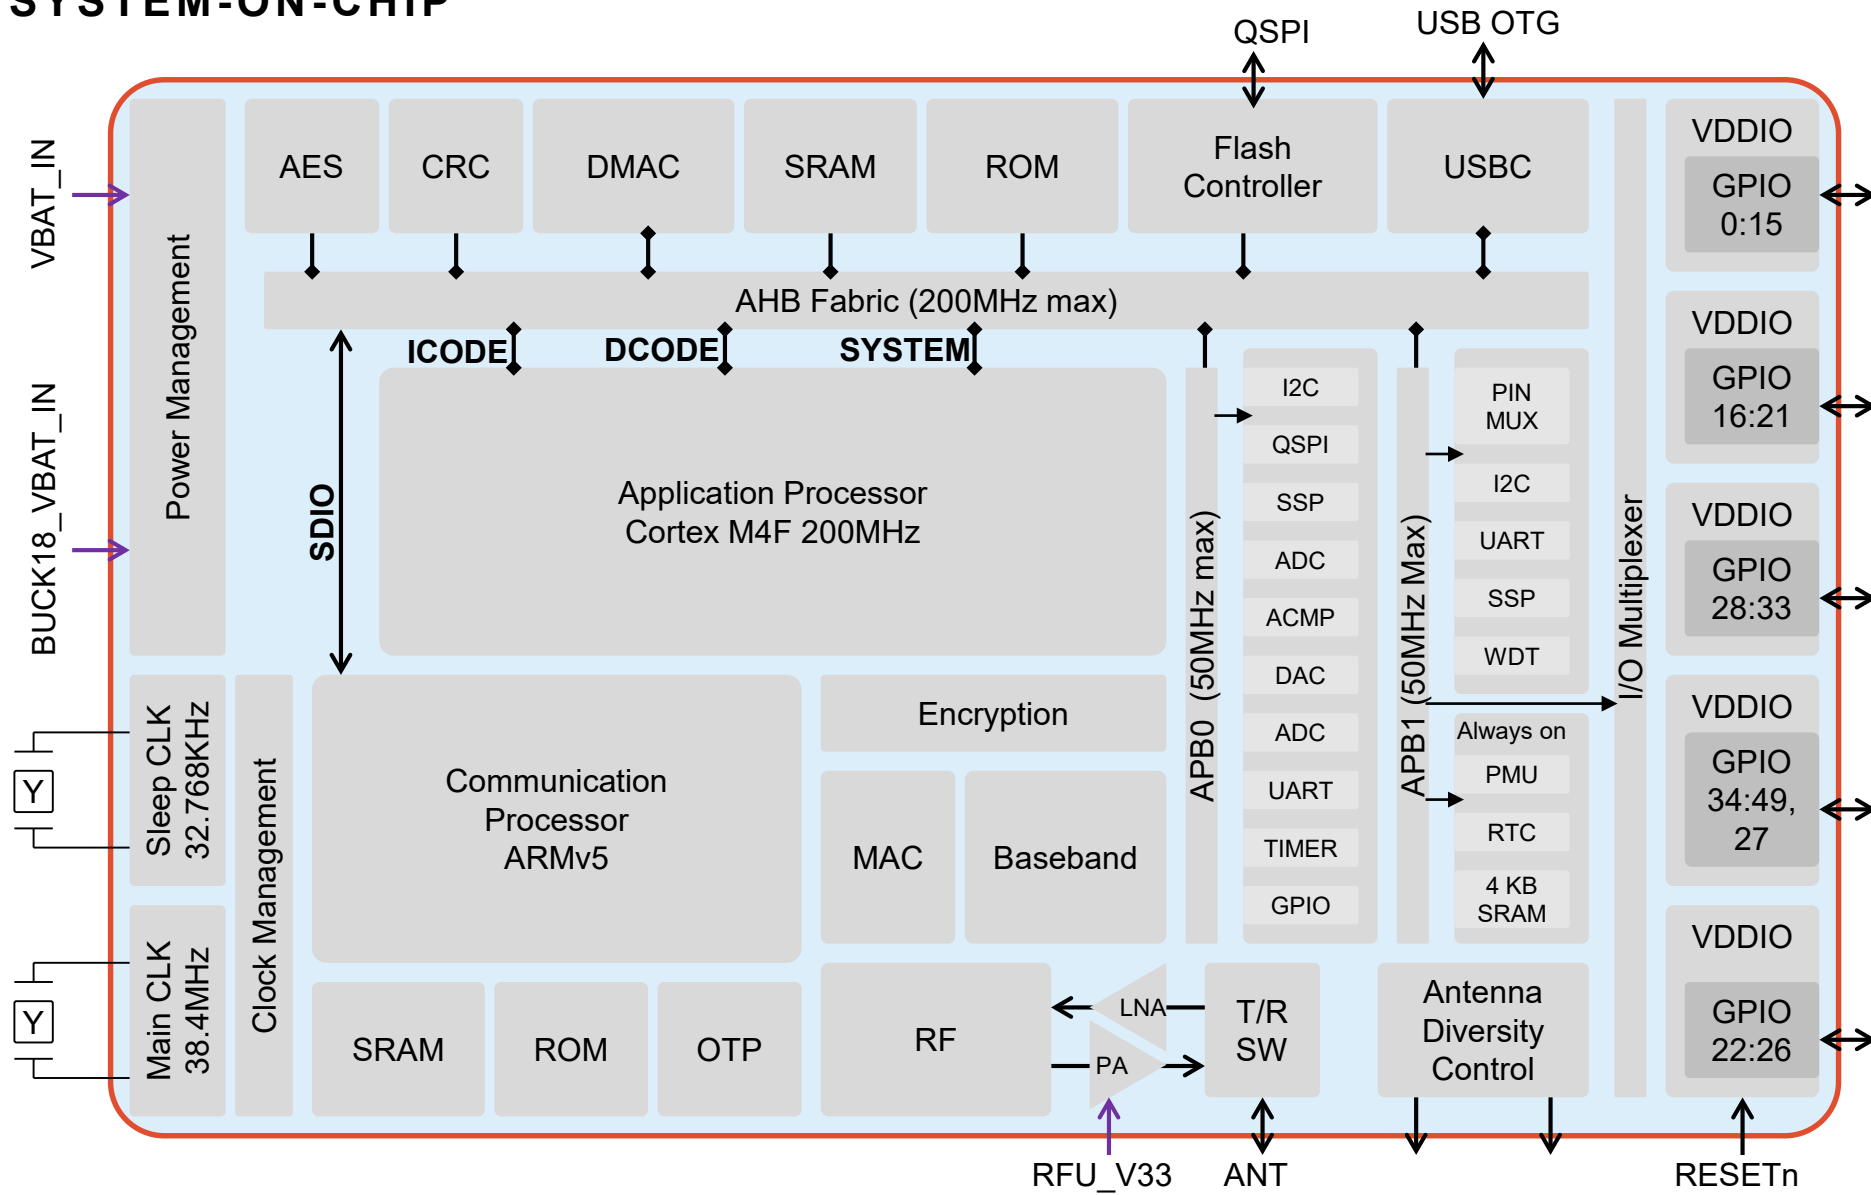 SYSTEM-ON-CHIP
QSPI
USB OTG
VBAT_IN
BUCK18_VBAT_IN
Power Management
AES
CRC
DMAC
SRAM
ROM
Flash
Controller
USBC
AHB Fabric (200MHz max)
ICODE
DCODE
SYSTEM
SDIO
Application Processor
Cortex M4F 200MHz
Communication
Processor
ARMv5
Encryption
MAC
Baseband
Sleep CLK
32.768KHz
Main CLK
38.4MHz
Y
Y
Clock Management
SRAM
ROM
OTP
RF
LNA
PA
T/R
SW
Antenna
Diversity
Control
APB0 (50MHz max)
I2C
QSPI
SSP
ADC
ACMP
DAC
ADC
UART
TIMER
GPIO
APB1 (50MHz Max)
PIN
MUX
I2C
UART
SSP
WDT
Always on
PMU
RTC
4 KB
SRAM
I/O Multiplexer
VDDIO
GPIO
0:15
VDDIO
GPIO
16:21
VDDIO
GPIO
28:33
VDDIO
GPIO
34:49,
27
VDDIO
GPIO
22:26
RFU_V33
ANT
RESETn